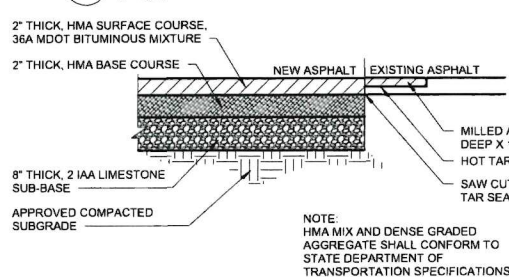 2" THICK, HMA SURFACE COURSE,
36A MDOT BITUMINOUS MIXTURE
2" THICK, HMA BASE COURSE
NEW ASPHALT
EXISTING ASPHALT
MILLED
DEEP X
HOT TAR
SAW CUT
TAR
8" THICK, 2 IAA LIMESTONE
SUB-BASE
APPROVED COMPACTED
SUBGRADE
NOTE:
HMA MIX AND DENSE GRADED
AGGREGATE SHALL CONFORM TO
STATE DEPARTMENT OF
TRANSPORTATION SPECIFICATIONS